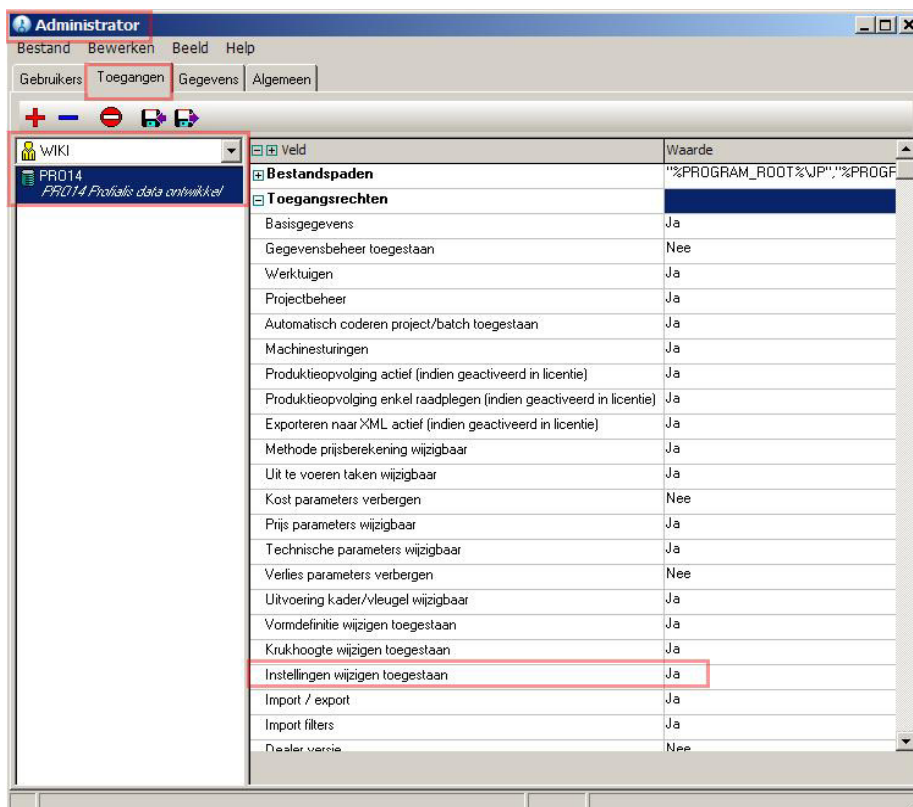 Administrator
Bestand Bewerken Beeld Help
Gebruikers Toegangen Gegevens Algemeen
WIKI
PRO14
PRO14 Profialis data ontwikkel
Veld Waarde
Bestandspaden "%PROGRAM_ROOT%\JP","%PROGF
Toegangsrechten
Basisgegevens Ja
Gegevensbeheer toegestaan Nee
Werktuigen Ja
Projectbeheer Ja
Automatisch coderen project/batch toegestaan Ja
Machinesturingen Ja
Produktieopvolging actief (indien geactiveerd in licentie) Ja
Produktieopvolging enkel raadplegen (indien geactiveerd in licentie) Ja
Exporteren naar XML actief (indien geactiveerd in licentie) Ja
Methode prijsberekening wijzigbaar Ja
Uit te voeren taken wijzigbaar Ja
Kost parameters verbergen Nee
Prijs parameters wijzigbaar Ja
Technische parameters wijzigbaar Ja
Verlies parameters verbergen Nee
Uitvoering kader/vleugel wijzigbaar Ja
Vormdefinitie wijzigen toegestaan Ja
Krukhoogte wijzigen toegestaan Ja
Instellingen wijzigen toegestaan Ja
Import / export Ja
Import filters Ja
Dealer versie Nee